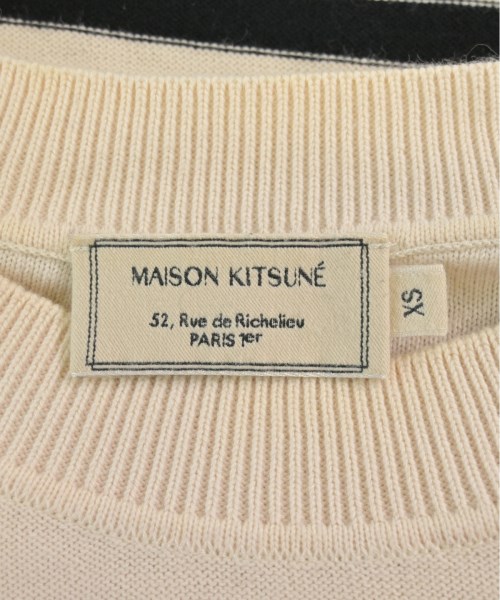 MAISON KITSUNÉ
52, Rue de Richelieu
PARIS 1er
XS